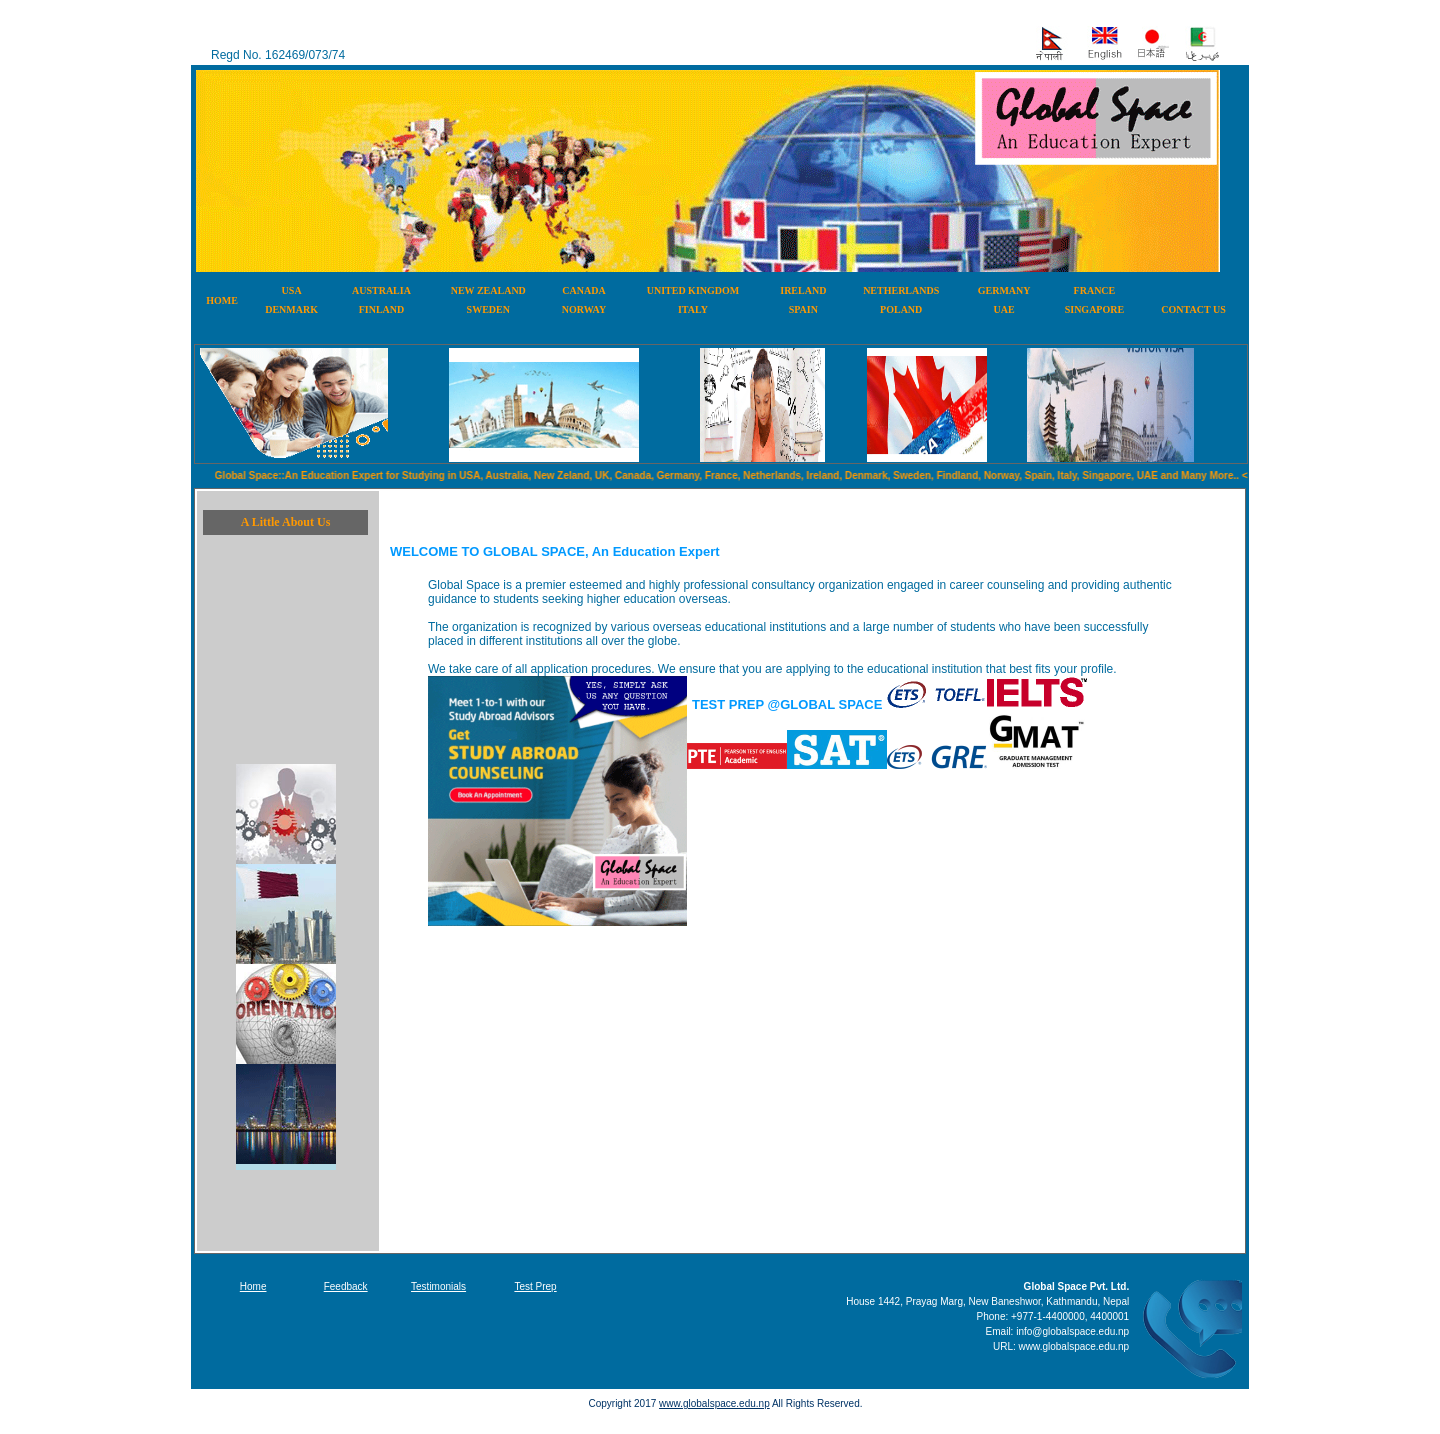 Regd No. 162469/073/74
नेपाली English 日本語
Global Space
An Education Expert
HOME USA AUSTRALIA NEW ZEALAND CANADA UNITED KINGDOM IRELAND NETHERLANDS GERMANY FRANCE
DENMARK FINLAND SWEDEN NORWAY ITALY SPAIN POLAND UAE SINGAPORE CONTACT US
VISITOR VISA
Global Space::An Education Expert for Studying in USA, Australia, New Zeland, UK, Canada, Germany, France, Netherlands, Ireland, Denmark, Sweden, Findland, Norway, Spain, Italy, Singapore, UAE and Many More.. <
A Little About Us
WELCOME TO GLOBAL SPACE, An Education Expert
Global Space is a premier esteemed and highly professional consultancy organization engaged in career counseling and providing authentic
guidance to students seeking higher education overseas.
The organization is recognized by various overseas educational institutions and a large number of students who have been successfully
placed in different institutions all over the globe.
We take care of all application procedures. We ensure that you are applying to the educational institution that best fits your profile.
YES, SIMPLY ASK
US ANY QUESTION
YOU HAVE.
Meet 1-to-1 with our
Study Abroad Advisors
Get
STUDY ABROAD
COUNSELING
Book An Appointment
Global Space
An Education Expert
TEST PREP @GLOBAL SPACE
ETS TOEFL
IELTS™
PTE PEARSON TEST OF ENGLISH
Academic
SAT®
ETS GRE
GMAT™
GRADUATE MANAGEMENT
ADMISSION TEST
ORIENTATION
Home Feedback Testimonials Test Prep
Global Space Pvt. Ltd.
House 1442, Prayag Marg, New Baneshwor, Kathmandu, Nepal
Phone: +977-1-4400000, 4400001
Email: info@globalspace.edu.np
URL: www.globalspace.edu.np
Copyright 2017 www.globalspace.edu.np All Rights Reserved.